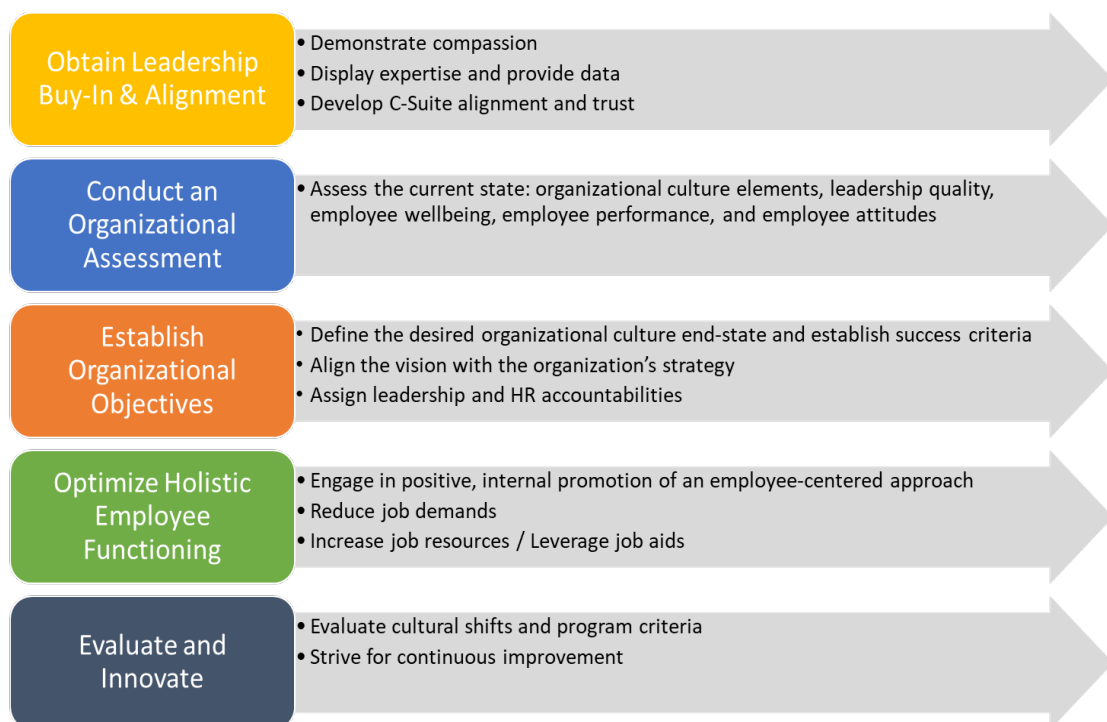 Obtain Leadership
Buy-In & Alignment
• Demonstrate compassion
• Display expertise and provide data
• Develop C-Suite alignment and trust
Conduct an
Organizational
Assessment
• Assess the current state: organizational culture elements, leadership quality,
employee wellbeing, employee performance, and employee attitudes
Establish
Organizational
Objectives
• Define the desired organizational culture end-state and establish success criteria
• Align the vision with the organization’s strategy
• Assign leadership and HR accountabilities
Optimize Holistic
Employee
Functioning
• Engage in positive, internal promotion of an employee-centered approach
• Reduce job demands
• Increase job resources / Leverage job aids
Evaluate and
Innovate
• Evaluate cultural shifts and program criteria
• Strive for continuous improvement